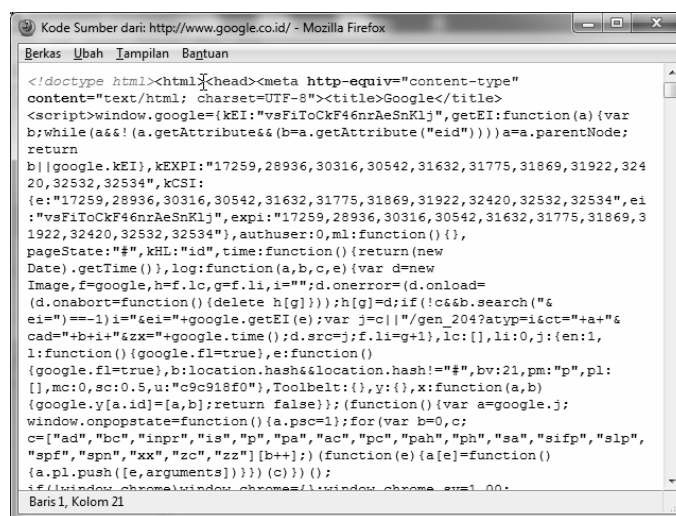 Kode Sumber dari: http://www.google.co.id/ - Mozilla Firefox
Berkas Ubah Tampilan Bantuan
<!doctype html><html><head><meta http-equiv="content-type"
content="text/html; charset=UTF-8"><title>Google</title>
<script>window.google={kEI:"vsFiToCkF46nrAeSnKlj",getEI:function(a){var
b;while(a&&!(a.getAttribute&&(b=a.getAttribute("eid"))))a=a.parentNode;
return
b||google.kEI},kEXPI:"17259,28936,30316,30542,31632,31775,31869,31922,324
20,32532,32534",kCSI:
{e:"17259,28936,30316,30542,31632,31775,31869,31922,32420,32532,32534",ei
:"vsFiToCkF46nrAeSnKlj",expi:"17259,28936,30316,30542,31632,31775,31869,3
1922,32420,32532,32534"},authuser:0,ml:function(){},
pageState:"#",kHL:"id",time:function(){return(new
Date).getTime()},log:function(a,b,c,e){var d=new
Image,f=google,h=f.lc,g=f.li,i="";d.onerror=(d.onload=
(d.onabort=function(){delete h[g]}));h[g]=d;if(!c&&b.search("&
ei=")==-1)i="&ei="+google.getEI(e);var j=c||"/gen_204?atyp=i&ct="+a+"&
cad="+b+i+"&zx="+google.time();d.src=j;f.li=g+1},lc:[],li:0,j:{en:1,
l:function(){google.fl=true},e:function()
{google.fl=true},b:location.hash&&location.hash!="#",bv:21,pm:"p",pl:
[],mc:0,sc:0.5,u:"c9c918f0"},Toolbelt:{},y:{},x:function(a,b)
{google.y[a.id]=[a,b];return false}};(function(){var a=google.j;
window.onpopstate=function(){a.psc=1};for(var b=0,c;
c=["ad","bc","inpr","is","p","pa","ac","pc","pah","ph","sa","sifp","slp",
"spf","spn","xx","zc","zz"][b++];)(function(e){a[e]=function()
{a.pl.push([e,arguments])}})(c)})();
if(!window.chrome)window.chrome={};window.chrome.sv=1.00;
Baris 1, Kolom 21